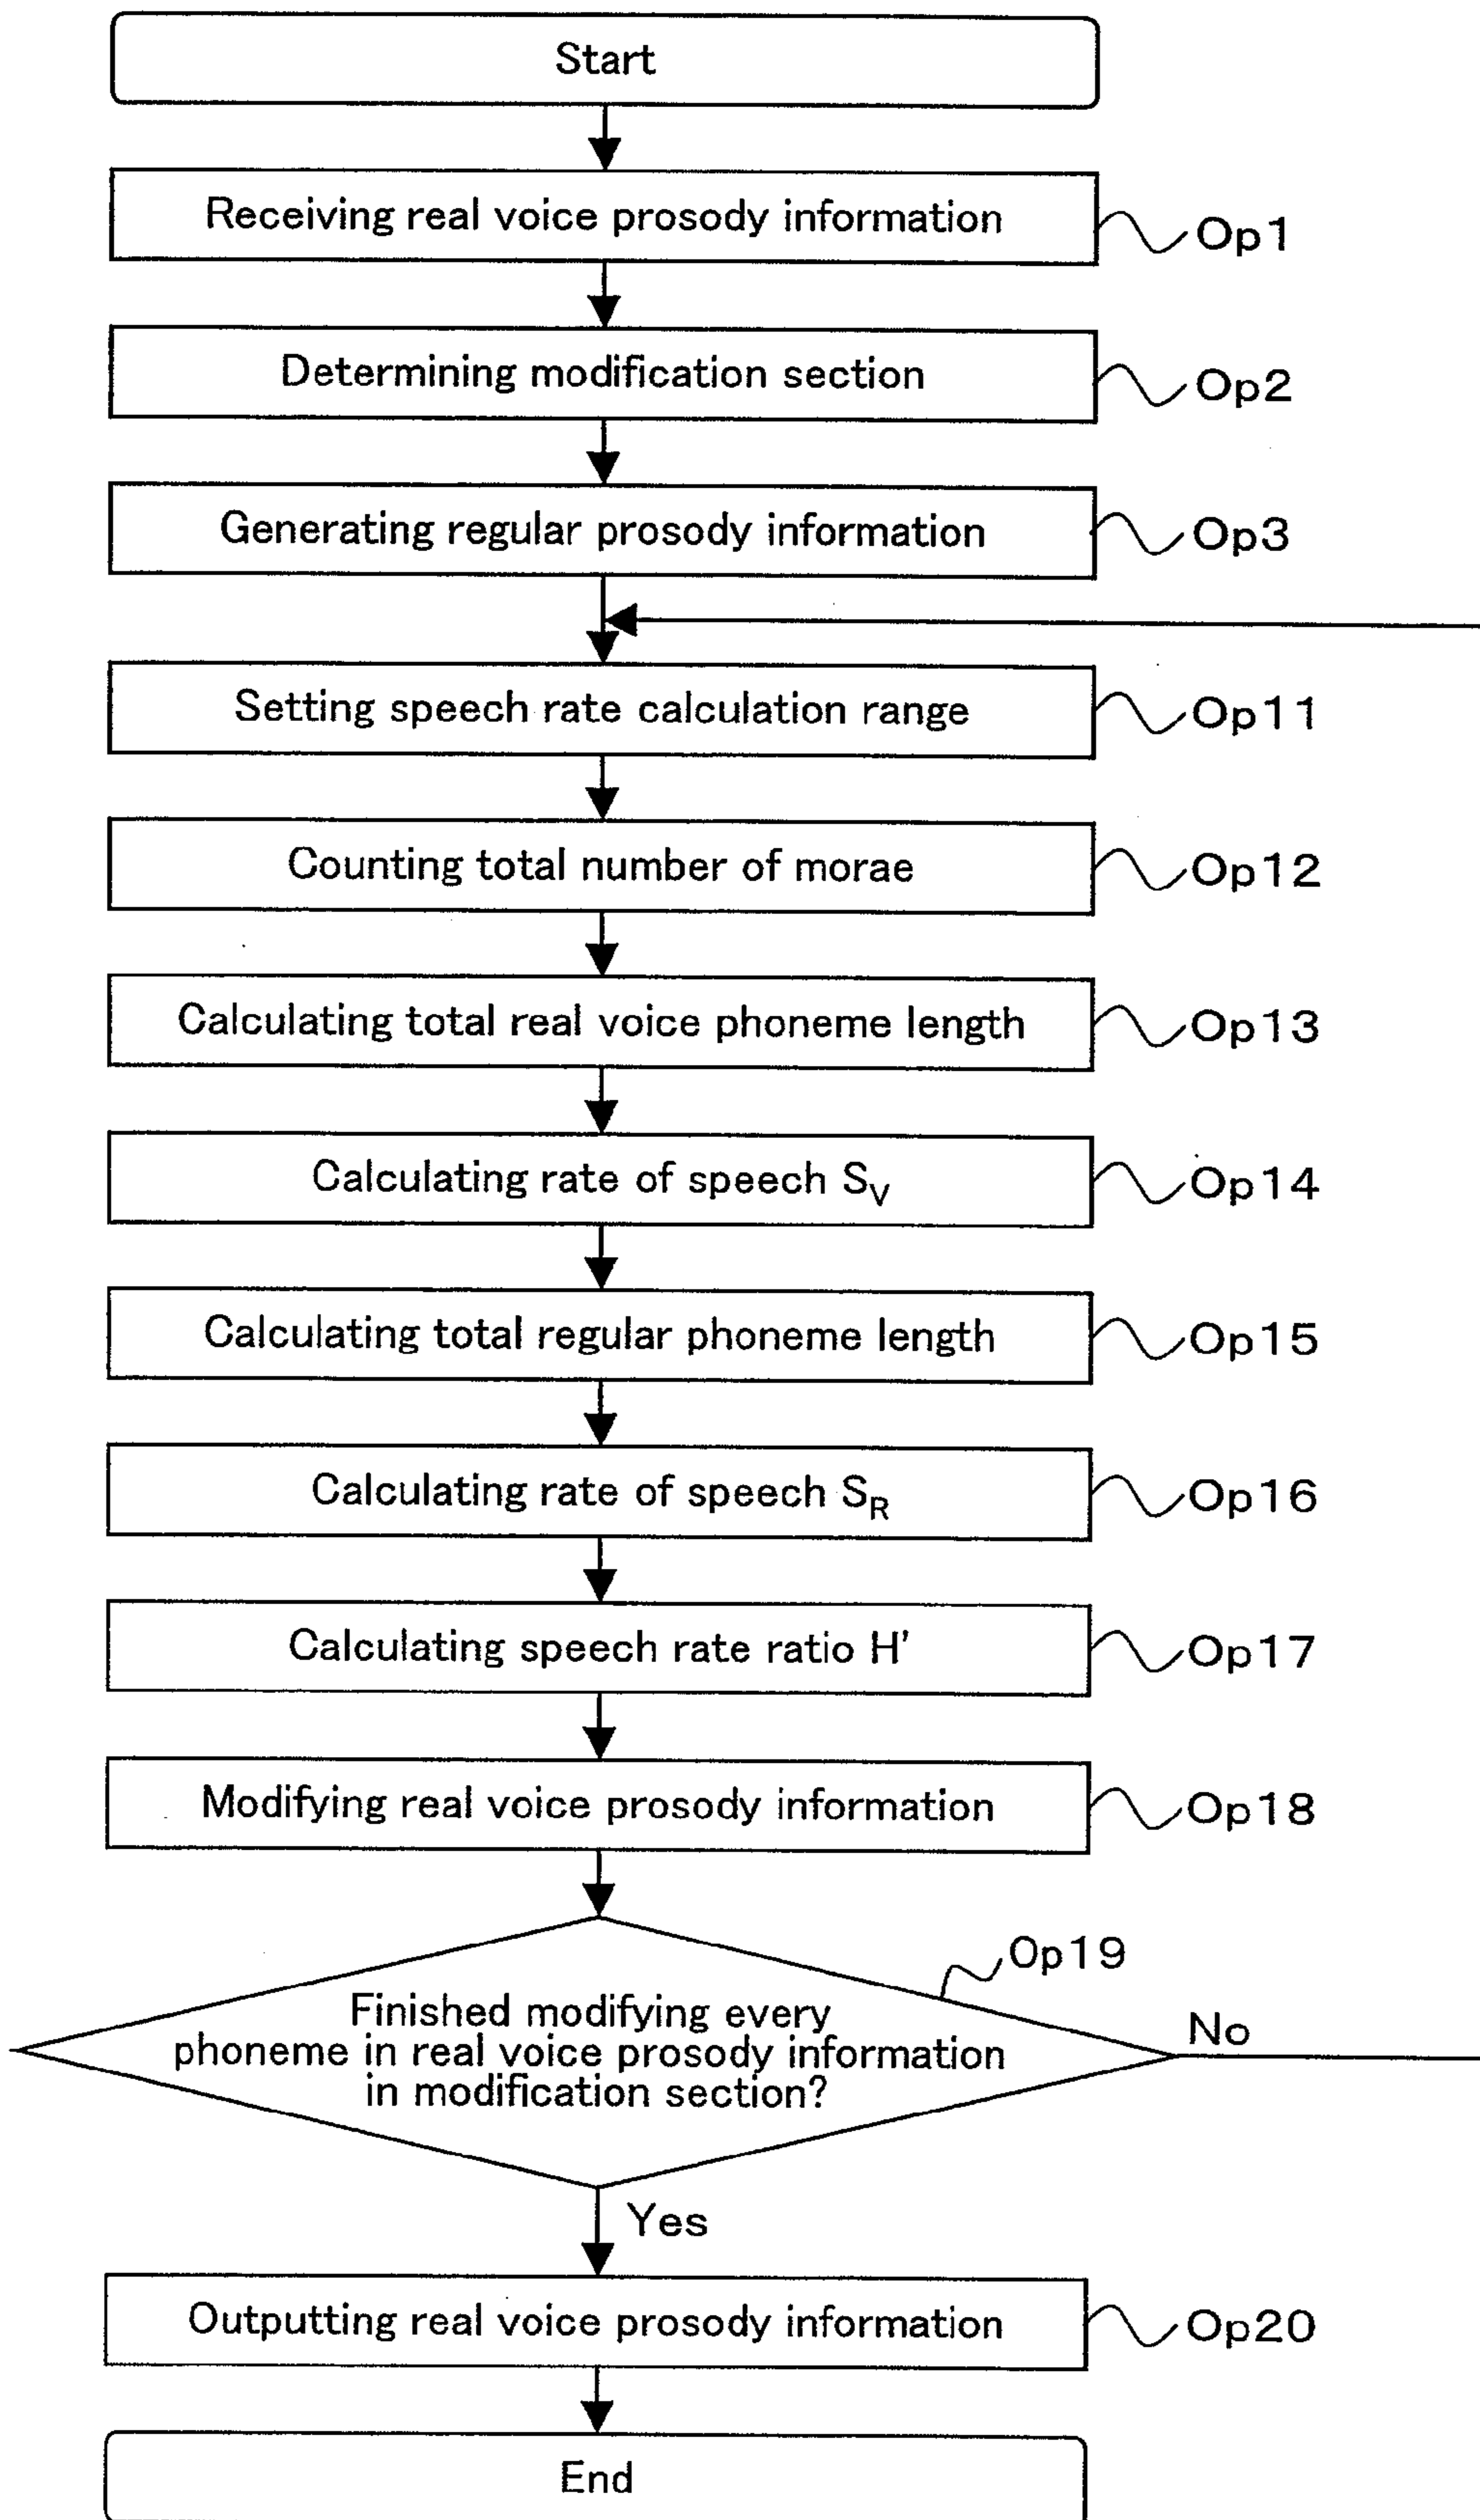 Start
Receiving real voice prosody information
Op1
Determining modification section
Op2
Generating regular prosody information
Op3
Setting speech rate calculation range
Op11
Counting total number of morae
Op12
Calculating total real voice phoneme length
Op13
Calculating rate of speech SV
Op14
Calculating total regular phoneme length
Op15
Calculating rate of speech SR
Op16
Calculating speech rate ratio H'
Op17
Modifying real voice prosody information
Op18
Op19
Finished modifying every
phoneme in real voice prosody information
in modification section?
No
Yes
Outputting real voice prosody information
Op20
End